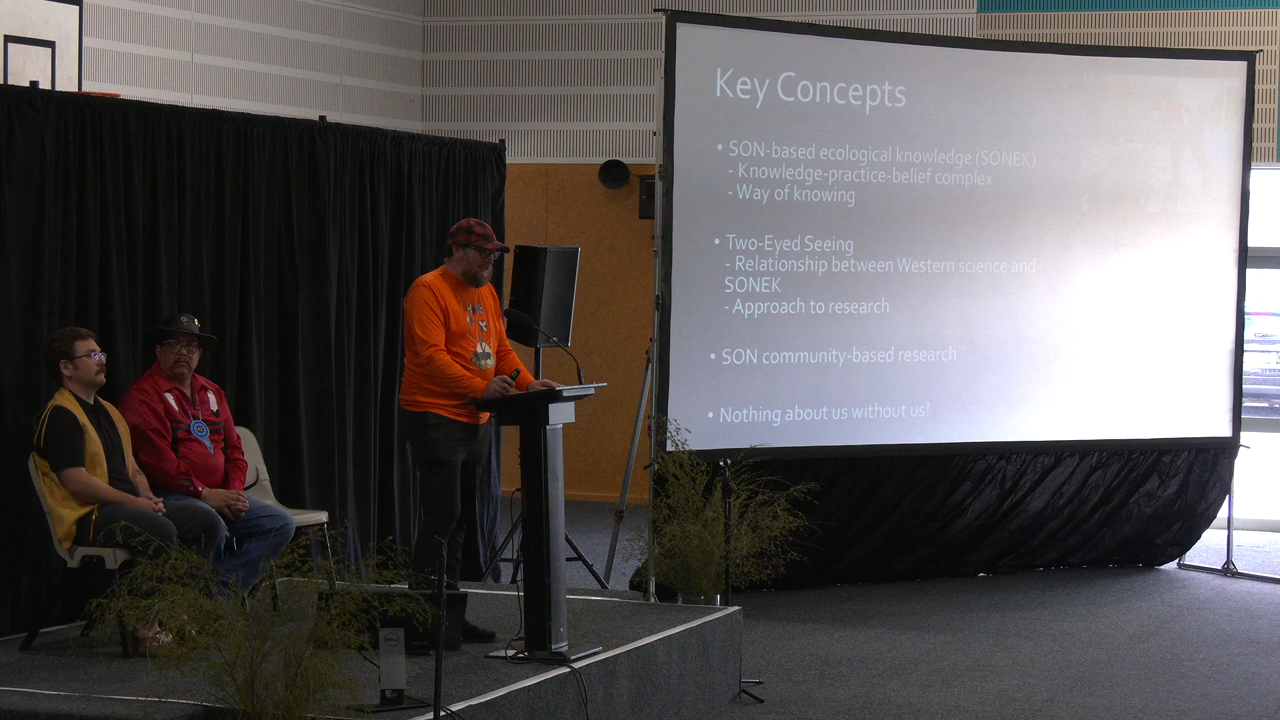 Key Concepts
• SON-based ecological knowledge (SONEK)
- Knowledge-practice-belief complex
- Way of knowing
• Two-Eyed Seeing
- Relationship between Western science and
SONEK
- Approach to research
• SON community-based research
• Nothing about us without us!
DELL